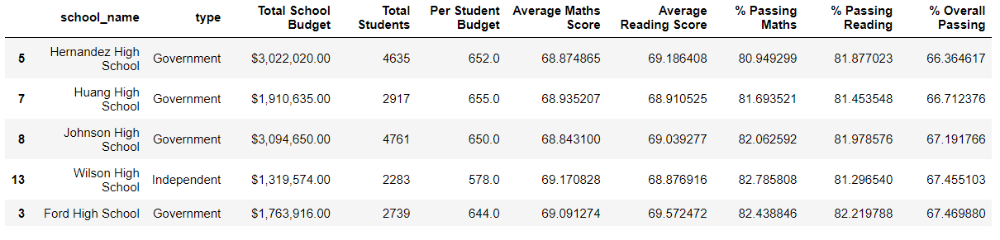 school_name type Total School Budget Total Students Per Student Budget Average Maths Score Average Reading Score % Passing Maths % Passing Reading % Overall Passing
5 Hernandez High School Government $3,022,020.00 4635 652.0 68.874865 69.186408 80.949299 81.877023 66.364617
7 Huang High School Government $1,910,635.00 2917 655.0 68.935207 68.910525 81.693521 81.453548 66.712376
8 Johnson High School Government $3,094,650.00 4761 650.0 68.843100 69.039277 82.062592 81.978576 67.191766
13 Wilson High School Independent $1,319,574.00 2283 578.0 69.170828 68.876916 82.785808 81.296540 67.455103
3 Ford High School Government $1,763,916.00 2739 644.0 69.091274 69.572472 82.438846 82.219788 67.469880